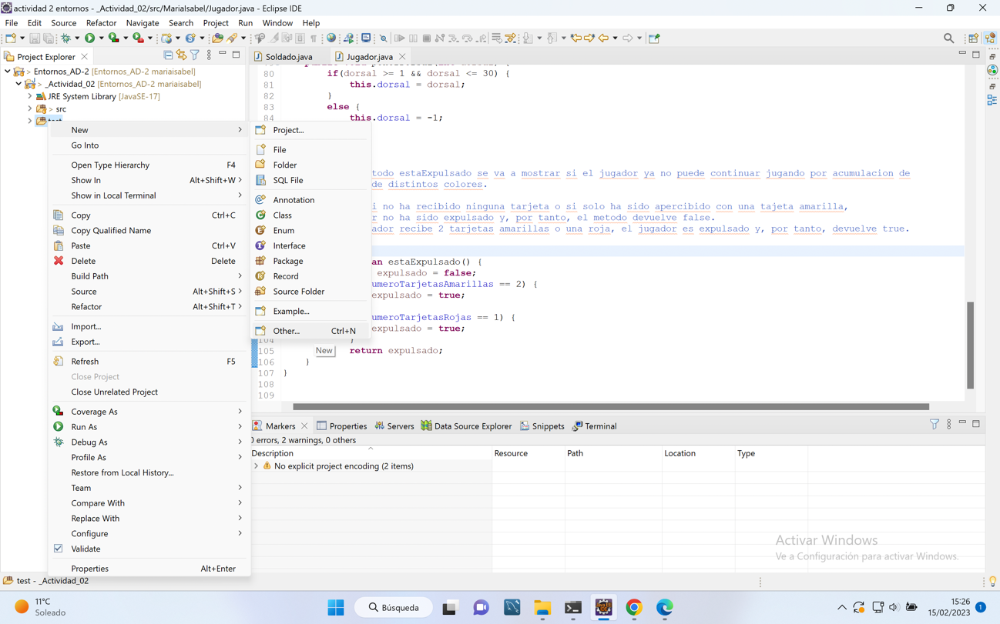 actividad 2 entornos - _Actividad_02/src/MariaIsabel/Jugador.java - Eclipse IDE
File Edit Source Refactor Navigate Search Project Run Window Help
Project Explorer
Entornos_AD-2 [Entornos_AD-2 mariaisabel]
> _Actividad_02 [Entornos_AD-2 mariaisabel]
JRE System Library [JavaSE-17]
> src
test
New
Go Into
Open Type Hierarchy F4
Show In Alt+Shift+W >
Show in Local Terminal
Copy Ctrl+C
Copy Qualified Name
Paste Ctrl+V
Delete Delete
Build Path
Source Alt+Shift+S >
Refactor Alt+Shift+T >
Import...
Export...
Refresh F5
Close Project
Close Unrelated Project
Coverage As
Run As
Debug As
Profile As
Restore from Local History...
Team
Compare With
Replace With
Configure
Validate
Properties Alt+Enter
Project...
File
Folder
SQL File
Annotation
Class
Enum
Interface
Package
Record
Source Folder
Example...
Other... Ctrl+N
New
Soldado.java
Jugador.java
80 if(dorsal >= 1 && dorsal <= 30) {
81 this.dorsal = dorsal;
82 }
83 else {
84 this.dorsal = -1;
todo estaExpulsado se va a mostrar si el jugador ya no puede continuar jugando por acumulacion de
de distintos colores.
i no ha recibido ninguna tarjeta o si solo ha sido apercibido con una tajeta amarilla,
r no ha sido expulsado y, por tanto, el metodo devuelve false.
ador recibe 2 tarjetas amarillas o una roja, el jugador es expulsado y, por tanto, devuelve true.
an estaExpulsado() {
expulsado = false;
umeroTarjetasAmarillas == 2) {
expulsado = true;
umeroTarjetasRojas == 1) {
expulsado = true;
104 }
105 return expulsado;
106 }
107 }
108
109
Markers Properties Servers Data Source Explorer Snippets Terminal
0 errors, 2 warnings, 0 others
Description Resource Path Location Type
No explicit project encoding (2 items)
Activar Windows
Ve a Configuración para activar Windows.
test - _Actividad_02
11°C
Soleado
Búsqueda
15:26
15/02/2023
1